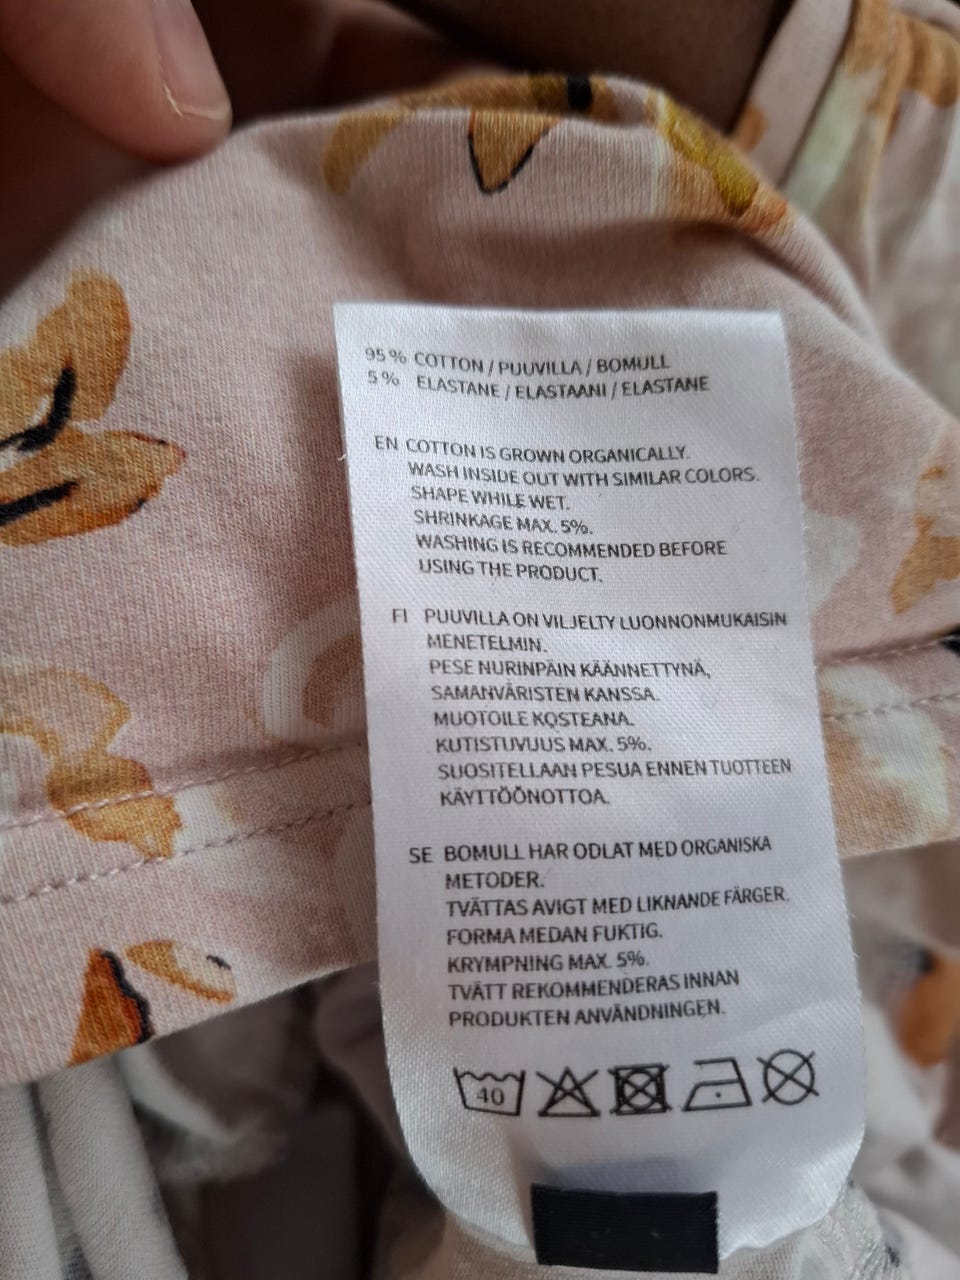 95% COTTON / PUUVILLA / BOMULL
5% ELASTANE / ELASTAANI / ELASTANE
EN COTTON IS GROWN ORGANICALLY.
WASH INSIDE OUT WITH SIMILAR COLORS.
SHAPE WHILE WET.
SHRINKAGE MAX. 5%.
WASHING IS RECOMMENDED BEFORE
USING THE PRODUCT.
FI PUUVILLA ON VILJELTY LUONNONMUKAISIN
MENETELMIN.
PESE NURINPÄIN KÄÄNNETTYNÄ,
SAMANVÄRISTEN KANSSA.
MUOTOILE KOSTEANA.
KUTISTUVUUS MAX. 5%.
SUOSITELLAAN PESUA ENNEN TUOTTEEN
KÄYTTÖÖNOTTOA.
SE BOMULL HAR ODLAT MED ORGANISKA
METODER.
TVÄTTAS AVIGT MED LIKNANDE FÄRGER.
FORMA MEDAN FUKTIG.
KRYMPNING MAX. 5%.
TVÄTT REKOMMENDERAS INNAN
PRODUKTEN ANVÄNDNINGEN.
40